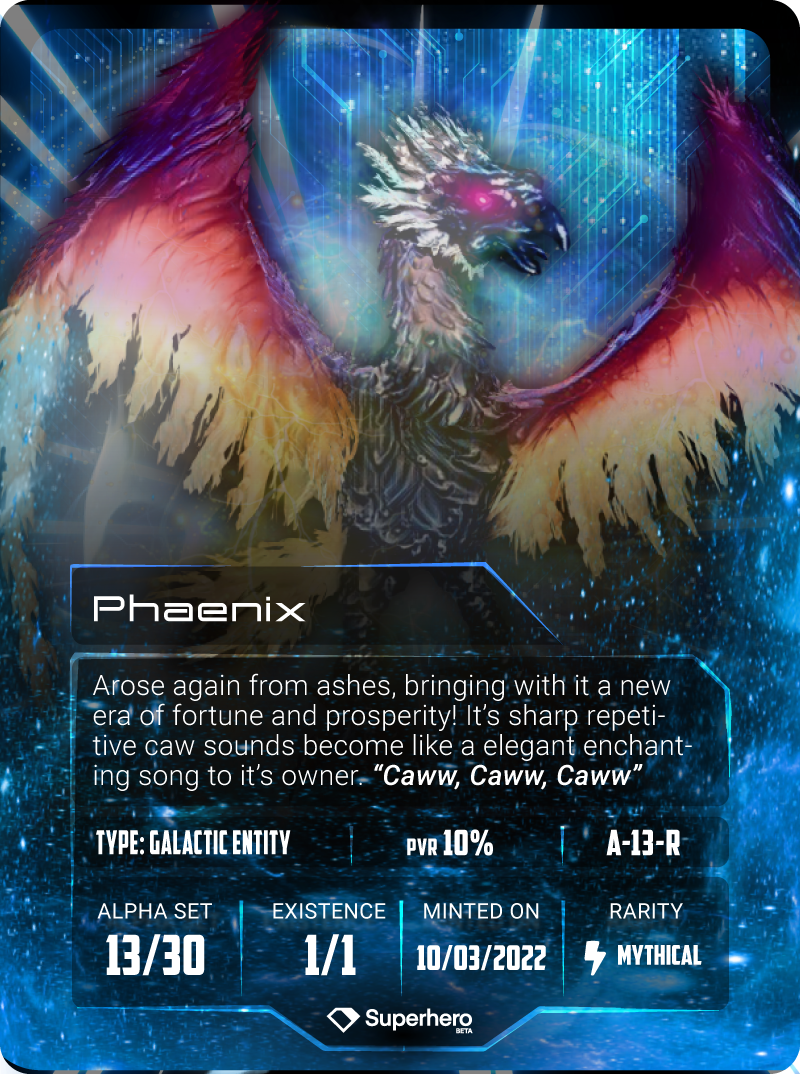 Phaenix
Arose again from ashes, bringing with it a new
era of fortune and prosperity! It's sharp repeti-
tive caw sounds become like a elegant enchant-
ing song to it's owner. “Caww, Caww, Caww”
TYPE: GALACTIC ENTITY PVR 10% A-13-R
ALPHA SET EXISTENCE MINTED ON RARITY
13/30 1/1 10/03/2022 MYTHICAL
Superhero
BETA